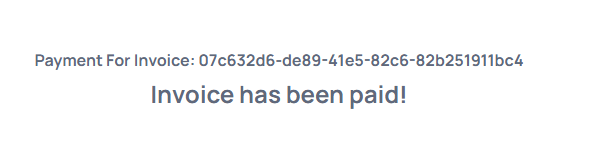 Payment For Invoice: 07c632d6-de89-41e5-82c6-82b251911bc4
Invoice has been paid!